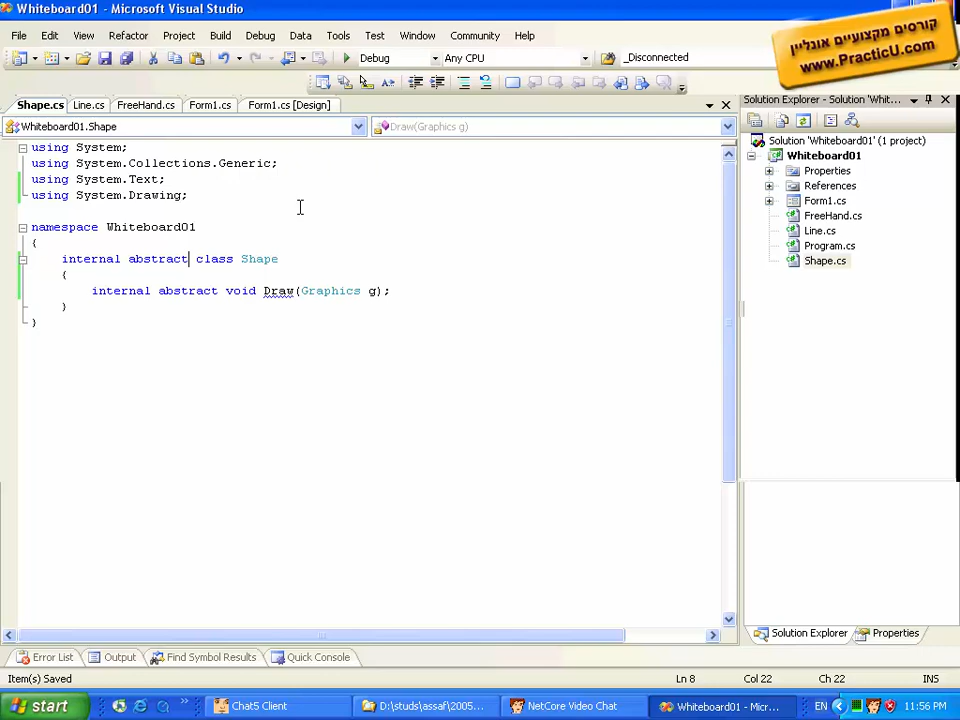 Whiteboard01 - Microsoft Visual Studio
File Edit View Refactor Project Build Debug Data Tools Test Window Community Help
קורסים מקצועיים אונליין
www.PracticU.com
Debug Any CPU _Disconnected
Shape.cs Line.cs FreeHand.cs Form1.cs Form1.cs [Design]
Solution Explorer - Solution 'Whit...
Whiteboard01.Shape Draw(Graphics g)
using System;
using System.Collections.Generic;
using System.Text;
using System.Drawing;
namespace Whiteboard01
{
internal abstract class Shape
{
internal abstract void Draw(Graphics g);
}
}
Solution 'Whiteboard01' (1 project)
Whiteboard01
Properties
References
Form1.cs
FreeHand.cs
Line.cs
Program.cs
Shape.cs
Solution Explorer Properties
Error List Output Find Symbol Results Quick Console
Item(s) Saved Ln 8 Col 22 Ch 22 INS
start Chat5 Client D:\studs\assaf\2005... NetCore Video Chat Whiteboard01 - Micr... EN 11:56 PM